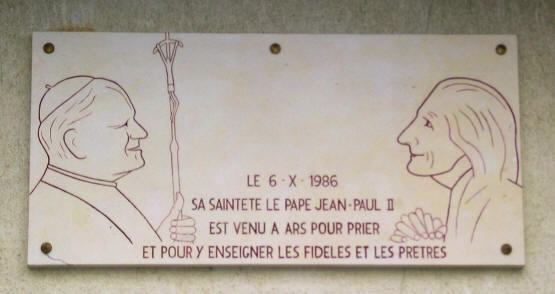 LE 6·X·1986
SA SAINTETE LE PAPE JEAN-PAUL II
EST VENU A ARS POUR PRIER
ET POUR Y ENSEIGNER LES FIDELES ET LES PRETRES